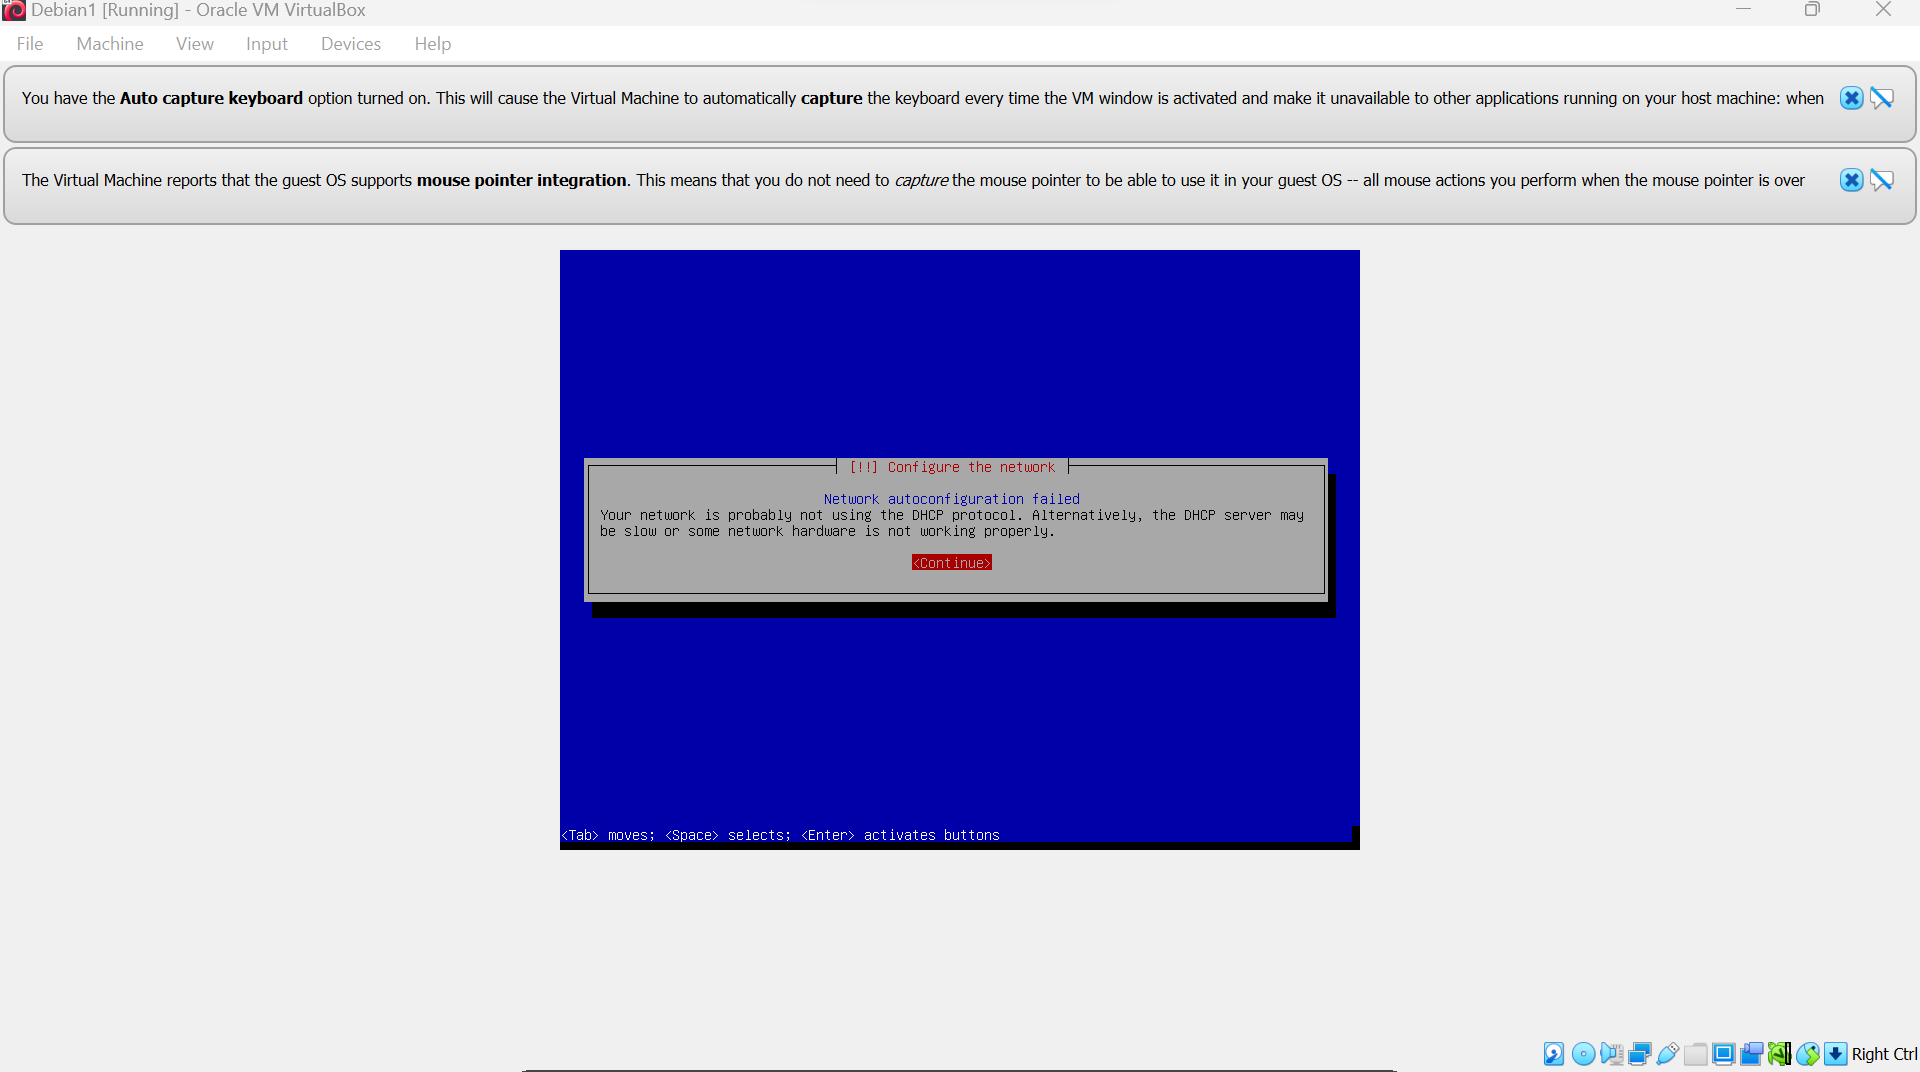 Debian1 [Running] - Oracle VM VirtualBox
File Machine View Input Devices Help
You have the Auto capture keyboard option turned on. This will cause the Virtual Machine to automatically capture the keyboard every time the VM window is activated and make it unavailable to other applications running on your host machine: when
The Virtual Machine reports that the guest OS supports mouse pointer integration. This means that you do not need to capture the mouse pointer to be able to use it in your guest OS -- all mouse actions you perform when the mouse pointer is over
[!!] Configure the network
Network autoconfiguration failed
Your network is probably not using the DHCP protocol. Alternatively, the DHCP server may
be slow or some network hardware is not working properly.
<Continue>
<Tab> moves; <Space> selects; <Enter> activates buttons
Right Ctrl